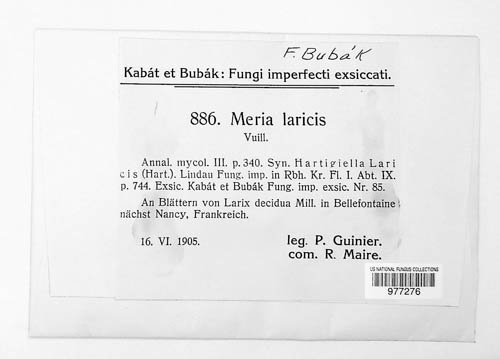 F. Bubák
Kabát et Bubák: Fungi imperfecti exsiccati.
886. Meria laricis
Vuill.
Annal. mycol. III. p. 340. Syn. Hartigiella Lari
cis (Hart.). Lindau Fung. imp. in Rbh. Kr. Fl. I. Abt. IX.
p. 744. Exsic. Kabát et Bubák Fung. imp. exsic. Nr. 85.
An Blättern von Larix decidua Mill. in Bellefontaine
nächst Nancy, Frankreich.
16. VI. 1905.
leg. P. Guinier.
com. R. Maire.
US NATIONAL FUNGUS COLLECTIONS
977276